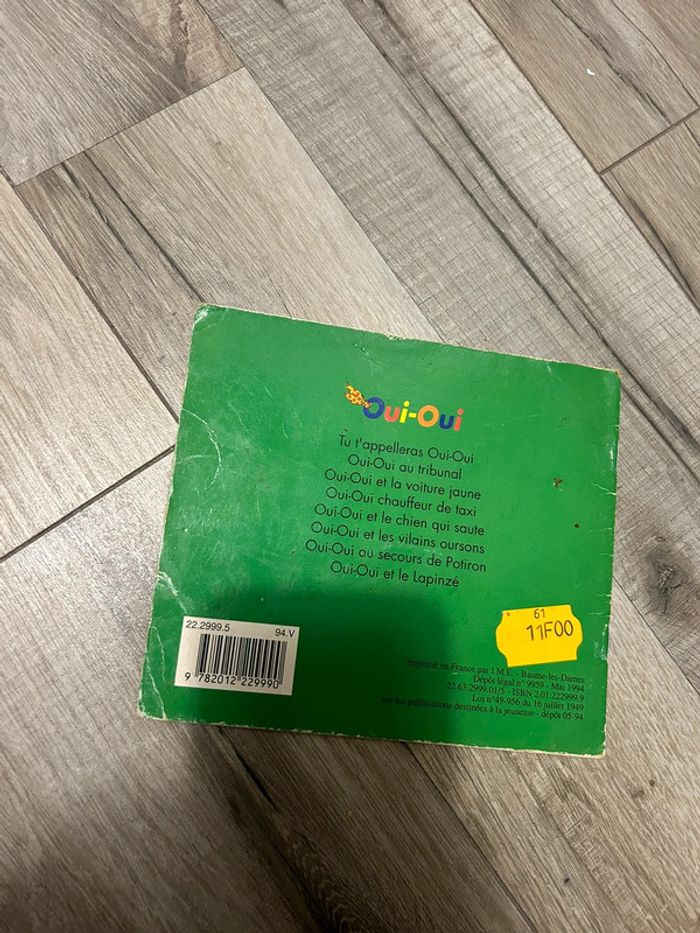 Oui-Oui
Tu t'appelleras Oui-Oui
Oui-Oui au tribunal
Oui-Oui et la voiture jaune
Oui-Oui chauffeur de taxi
Oui-Oui et le chien qui saute
Oui-Oui et les vilains oursons
Oui-Oui au secours de Potiron
Oui-Oui et le Lapinzé
22.2999.5 94.V
9 782012 229990
61
11F00
Imprimé en France par I.M.E. - Baume-les-Dames
Dépôt légal n° 9959 - Mai 1994
22.63.2999.01/5 - ISBN 2.01.222999.9
Loi n°49-956 du 16 juillet 1949
sur les publications destinées à la jeunesse - dépôt 05-94